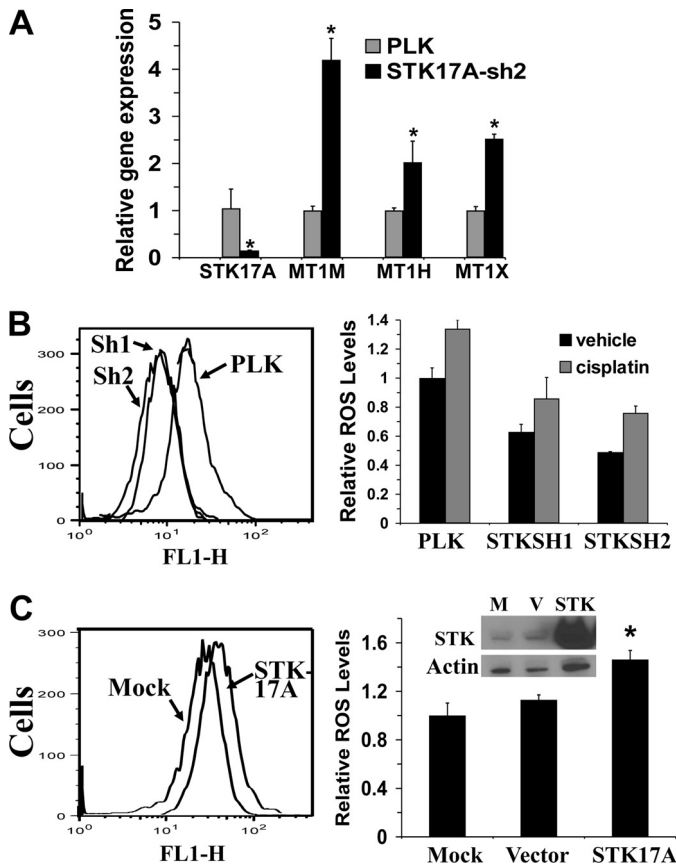 A
Relative gene expression
5
4
3
2
1
0
PLK
STK17A-sh2
*
*
*
*
STK17A MT1M MT1H MT1X
B
Cells
300
200
100
0
Sh1
Sh2
PLK
10⁰ 10¹ 10²
FL1-H
Relative ROS Levels
1.4
1.2
1
0.8
0.6
0.4
0.2
0
vehicle
cisplatin
PLK STKSH1 STKSH2
C
Cells
300
200
100
0
Mock
STK
17A
10⁰ 10¹ 10²
FL1-H
Relative ROS Levels
1.6
1.2
0.8
0.4
0
M V STK
STK
Actin
*
Mock Vector STK17A